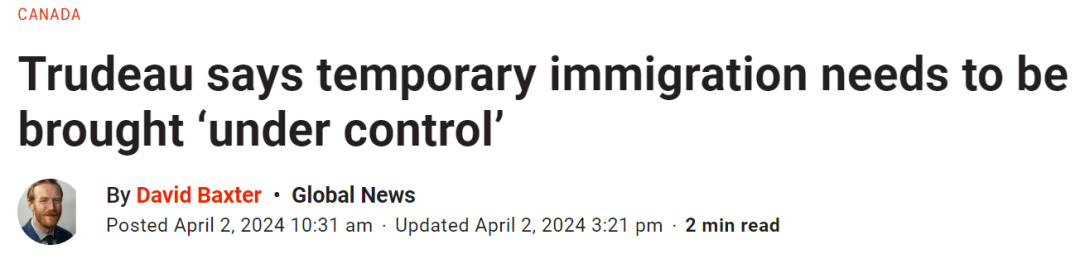 CANADA
Trudeau says temporary immigration needs to be
brought ‘under control’
By David Baxter • Global News
Posted April 2, 2024 10:31 am · Updated April 2, 2024 3:21 pm · 2 min read